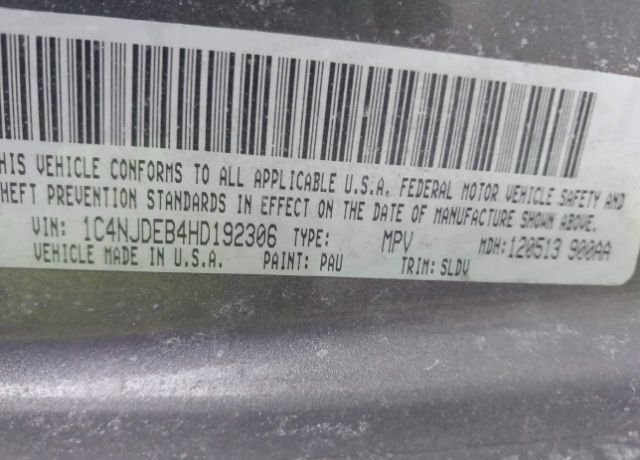 HIS VEHICLE CONFORMS TO ALL APPLICABLE U.S.A. FEDERAL MOTOR VEHICLE SAFETY AND
HEFT PREVENTION STANDARDS IN EFFECT ON THE DATE OF MANUFACTURE SHOWN ABOVE.
VIN: 1C4NJDEB4HD192306 TYPE: MPV MDH:120513 900AA
VEHICLE MADE IN U.S.A. PAINT: PAU TRIM: SLDV